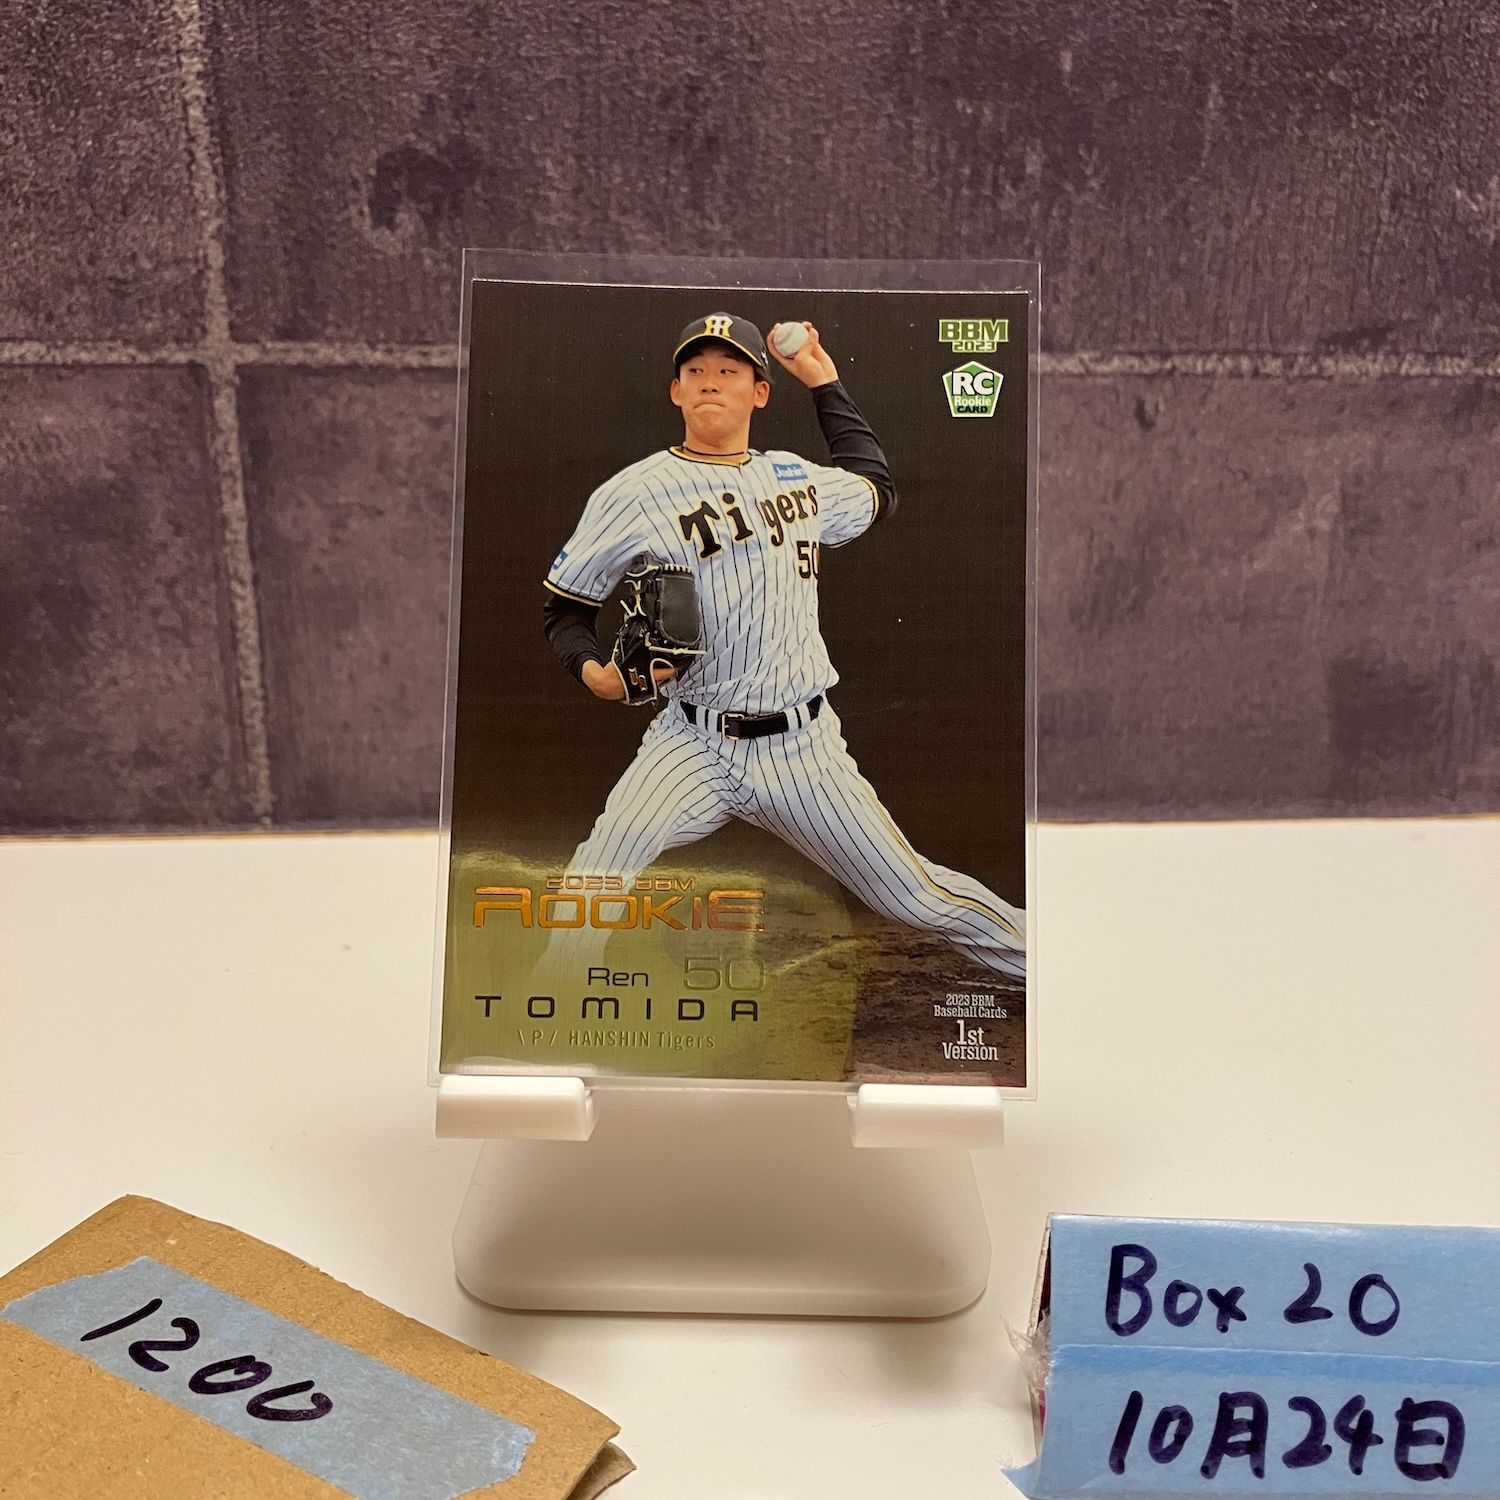 BBM
2023
RC
Rookie
CARD
Joshin
Tigers
50
2023 BBM
ROOKIE
Ren 50
TOMIDA
\ P / HANSHIN Tigers
2023 BBM
Baseball Cards
1st
Version
1200
Box 20
10月24日